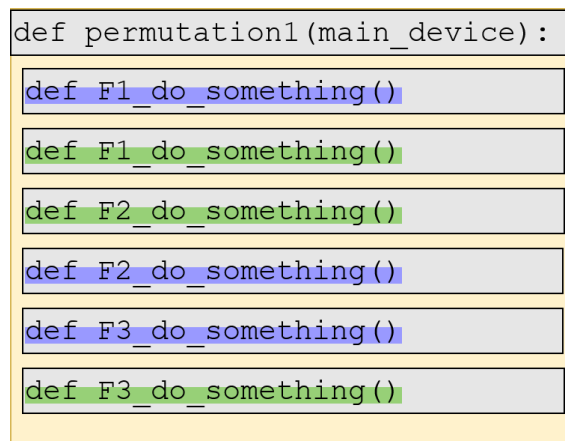 def permutation1(main_device):
def F1_do_something()
def F1_do_something()
def F2_do_something()
def F2_do_something()
def F3_do_something()
def F3_do_something()